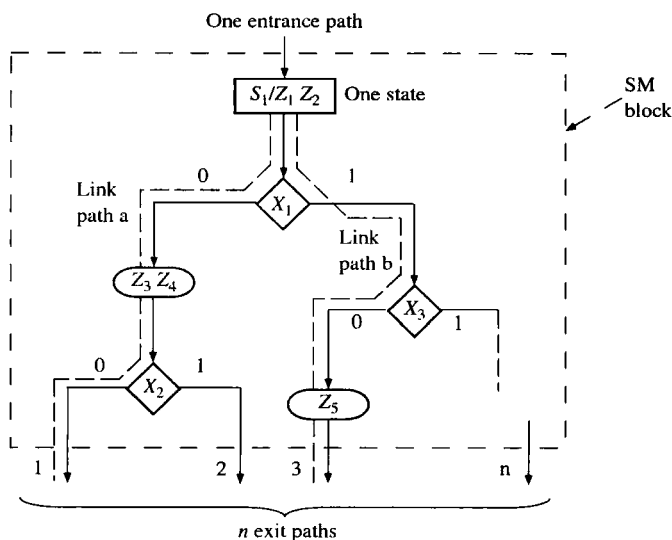 One entrance path
S₁/Z₁ Z₂
One state
SM
block
0
1
Link
path a
X₁
Link
path b
Z₃ Z₄
X₃
0
1
0
1
X₂
Z₅
1
2
3
n
n exit paths